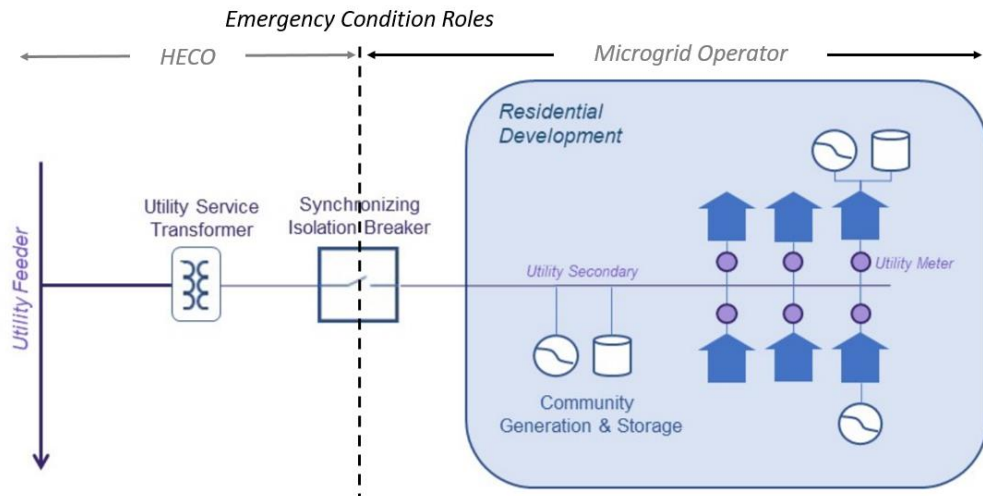 Emergency Condition Roles
HECO
Microgrid Operator
Residential
Development
Utility Service
Transformer
Synchronizing
Isolation Breaker
Utility Feeder
Utility Secondary
Utility Meter
Community
Generation & Storage